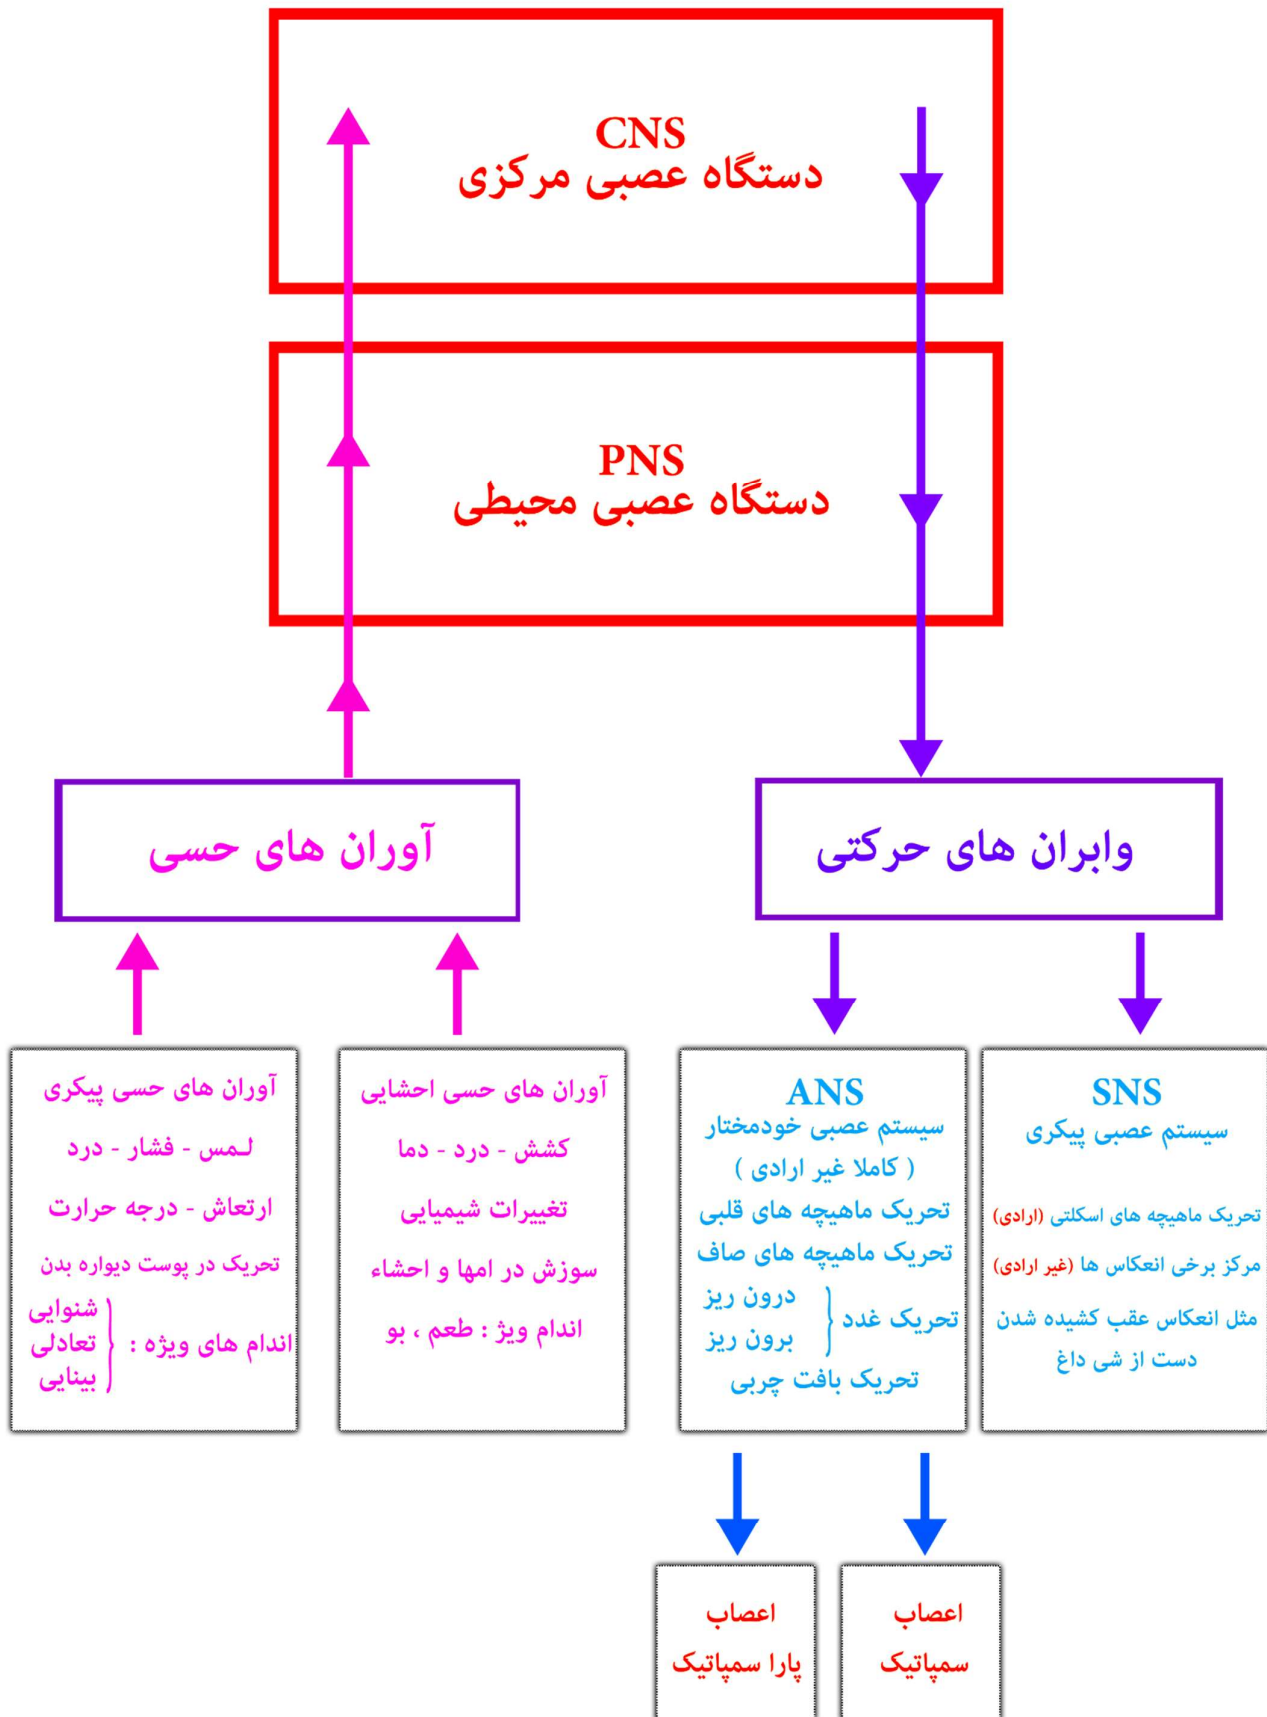 CNS
دستگاه عصبی مرکزی
PNS
دستگاه عصبی محیطی
وابران های حرکتی
آوران های حسی
SNS
سیستم عصبی پیکری
تحریک ماهیچه های اسکلتی (ارادی)
مرکز برخی انعکاس ها (غیر ارادی)
مثل انعکاس عقب کشیده شدن
دست از شی داغ
ANS
سیستم عصبی خودمختار
( کاملا غیر ارادی )
تحریک ماهیچه های قلبی
تحریک ماهیچه های صاف
تحریک غدد
درون ریز
برون ریز
تحریک بافت چربی
آوران های حسی احشایی
کشش - درد - دما
تغییرات شیمیایی
سوزش در امها و احشاء
اندام ویژ : طعم ، بو
آوران های حسی پیکری
لـمس - فشار - درد
ارتعاش - درجه حرارت
تحریک در پوست دیواره بدن
اندام های ویژه :
شنوایی
تعادلی
بینایی
اعصاب
سمپاتیک
اعصاب
پارا سمپاتیک